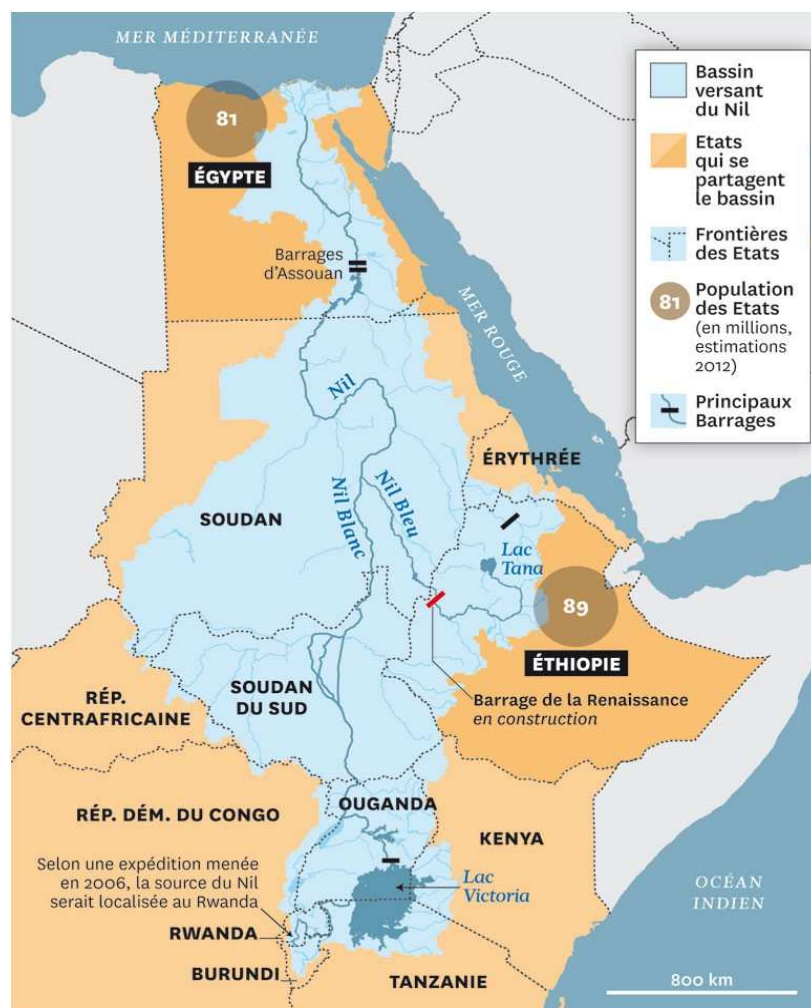 MER MÉDITERRANÉE
81
ÉGYPTE
Barrages
d'Assouan
MER ROUGE
Nil
Nil Blanc
Nil Bleu
SOUDAN
ÉRYTHRÉE
Lac
Tana
89
ÉTHIOPIE
Barrage de la Renaissance
en construction
SOUDAN
DU SUD
RÉP.
CENTRAFRICAINE
OUGANDA
RÉP. DÉM. DU CONGO
KENYA
Selon une expédition menée
en 2006, la source du Nil
serait localisée au Rwanda
Lac
Victoria
RWANDA
BURUNDI
TANZANIE
OCÉAN
INDIEN
800 km
Bassin
versant
du Nil
Etats
qui se
partagent
le bassin
Frontières
des Etats
81
Population
des Etats
(en millions,
estimations
2012)
Principaux
Barrages